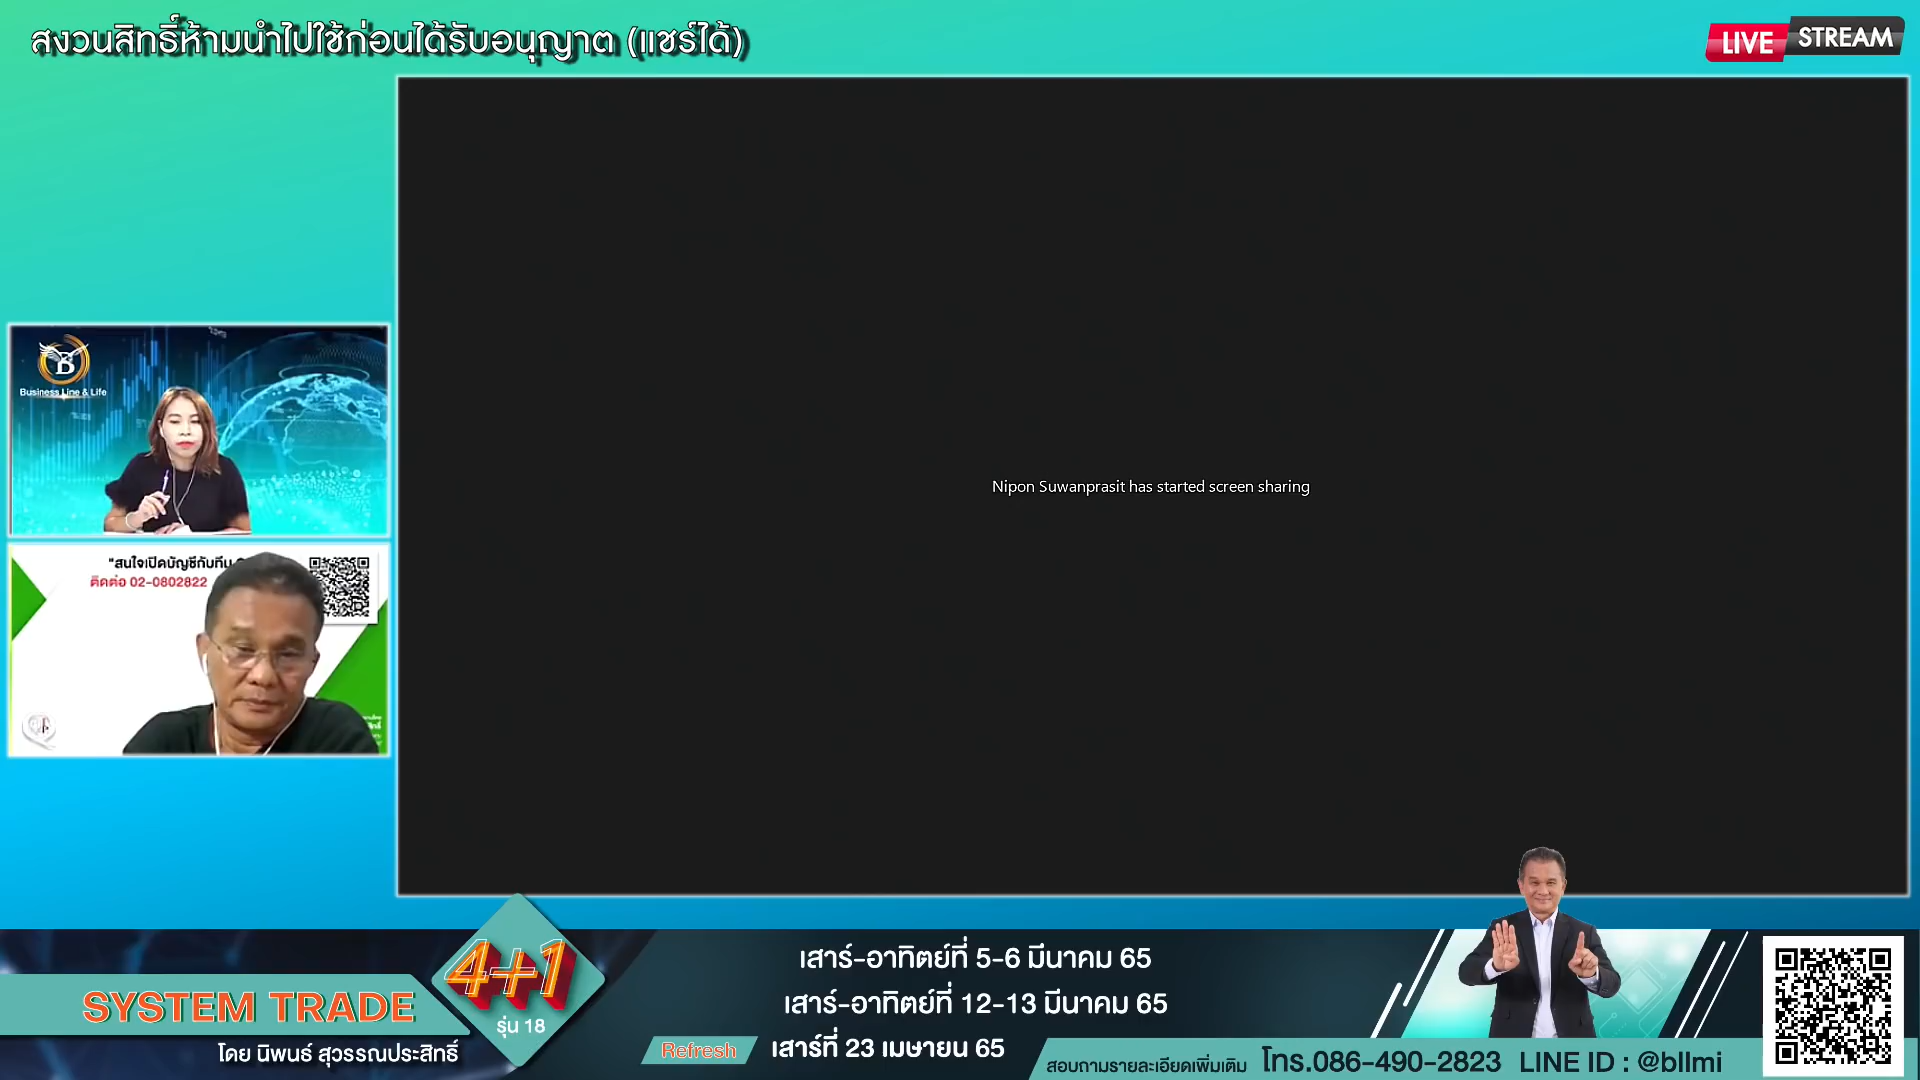 สงวนสิทธิ์ห้ามนำไปใช้ก่อนได้รับอนุญาต (แชร์ได้)
LIVE STREAM
B
Business Line & Life
Nipon Suwanprasit has started screen sharing
"สนใจเปิดบัญชีกับทีม
ติดต่อ 02-0802822
SYSTEM TRADE
4+1
รุ่น 18
โดย นิพนธ์ สุวรรณประสิทธิ์
เสาร์-อาทิตย์ที่ 5-6 มีนาคม 65
เสาร์-อาทิตย์ที่ 12-13 มีนาคม 65
Refresh เสาร์ที่ 23 เมษายน 65
สอบถามรายละเอียดเพิ่มเติม โทร.086-490-2823 LINE ID : @bllmi